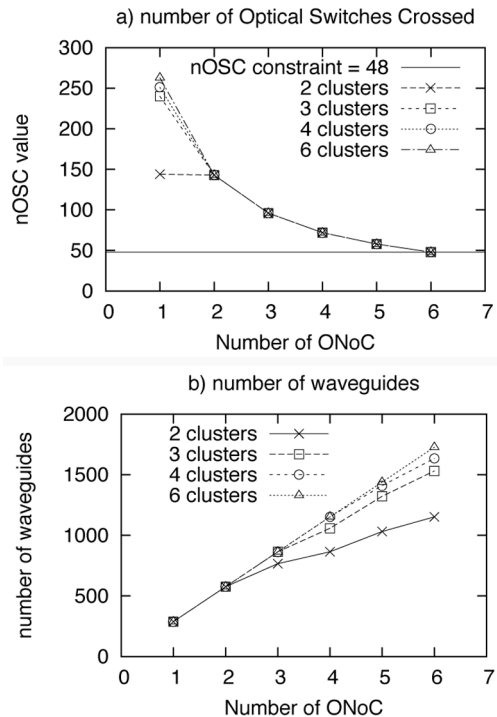 a) number of Optical Switches Crossed
300
250
200
150
100
50
0
nOSC value
nOSC constraint = 48
2 clusters
3 clusters
4 clusters
6 clusters
0 1 2 3 4 5 6 7
Number of ONoC
b) number of waveguides
2000
1500
1000
500
0
number of waveguides
2 clusters
3 clusters
4 clusters
6 clusters
0 1 2 3 4 5 6 7
Number of ONoC